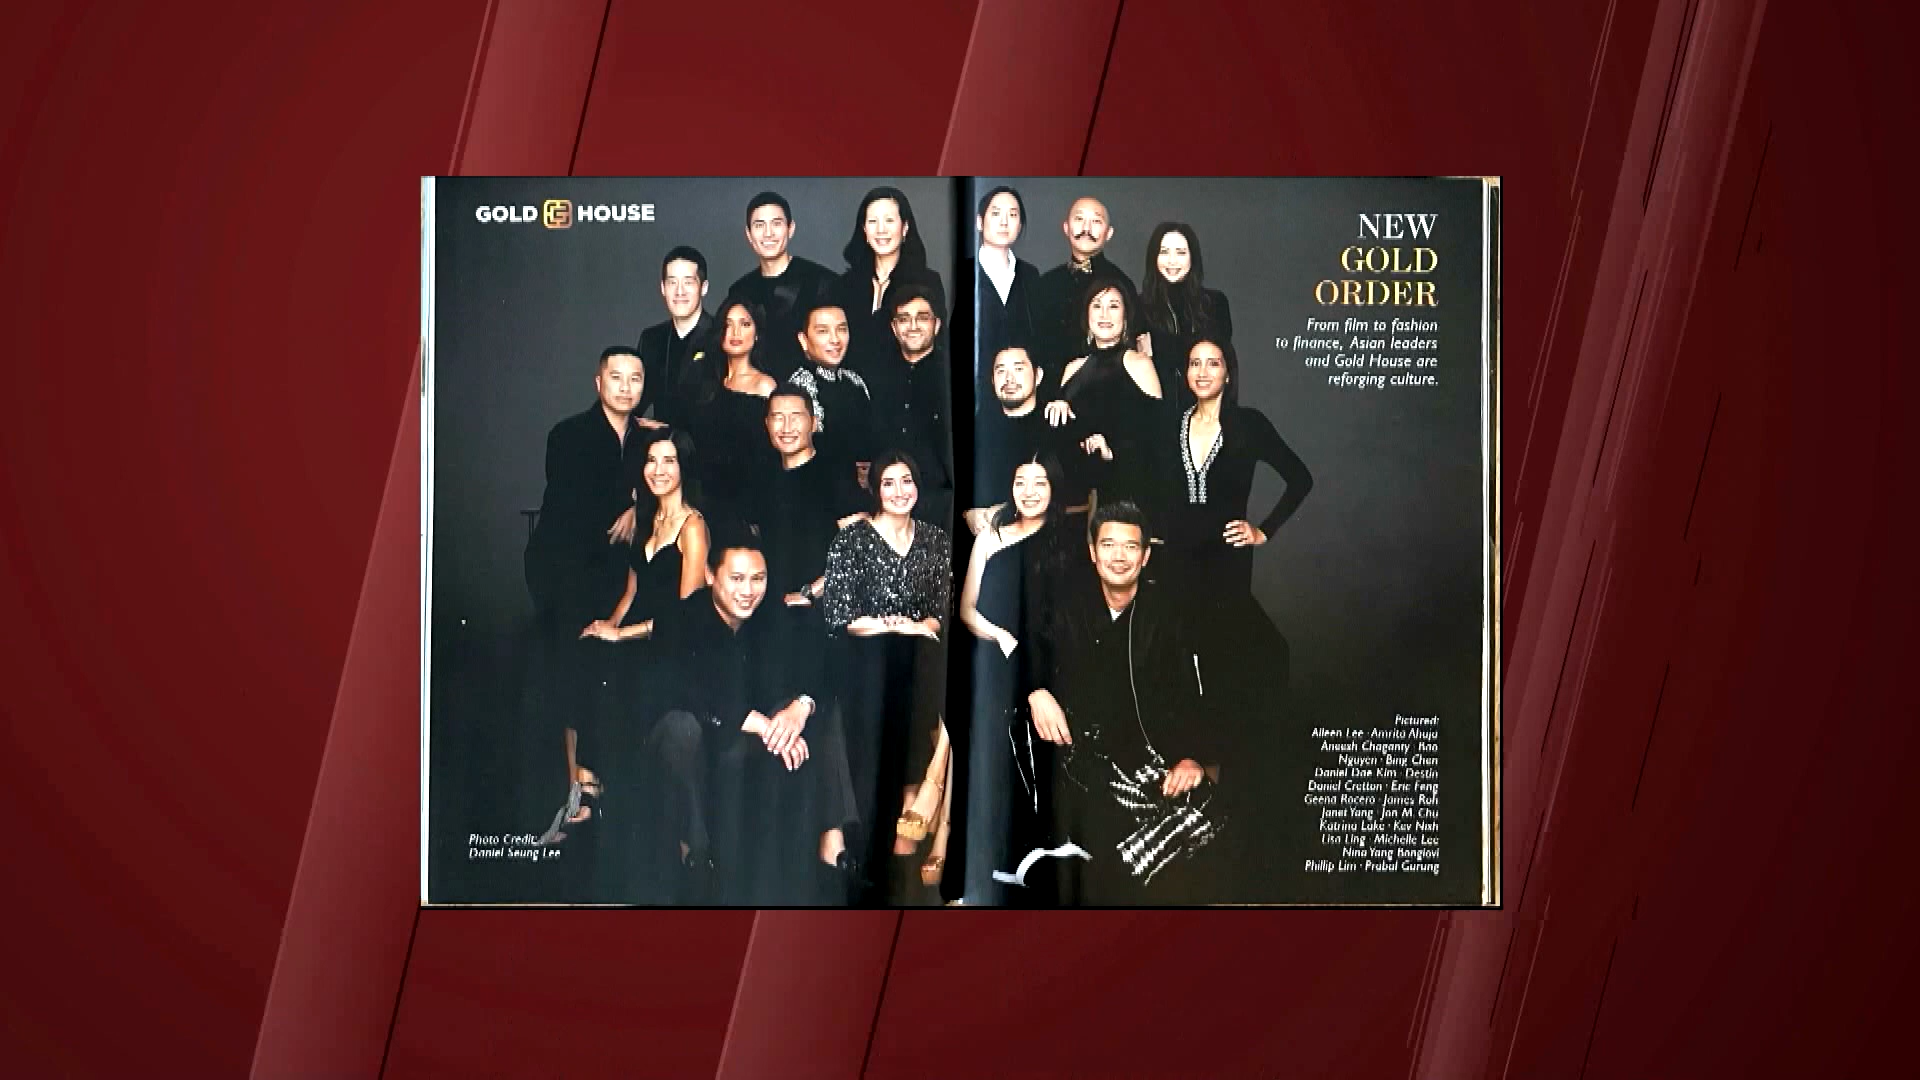 GOLD HOUSE
NEW
GOLD
ORDER
From film to fashion
to finance, Asian leaders
and Gold House are
reforging culture.
Pictured:
Aileen Lee · Amrita Ahuja
Aneesh Chaganty · Bao
Nguyen · Bing Chen
Daniel Dae Kim · Destin
Daniel Cretton · Eric Feng
Geena Rocero · James Roh
Janet Yang · Jon M. Chu
Katrina Lake · Kev Nish
Lisa Ling · Michelle Lee
Nina Yang Bongiovi
Phillip Lim · Prabal Gurung
Photo Credit:
Daniel Seung Lee